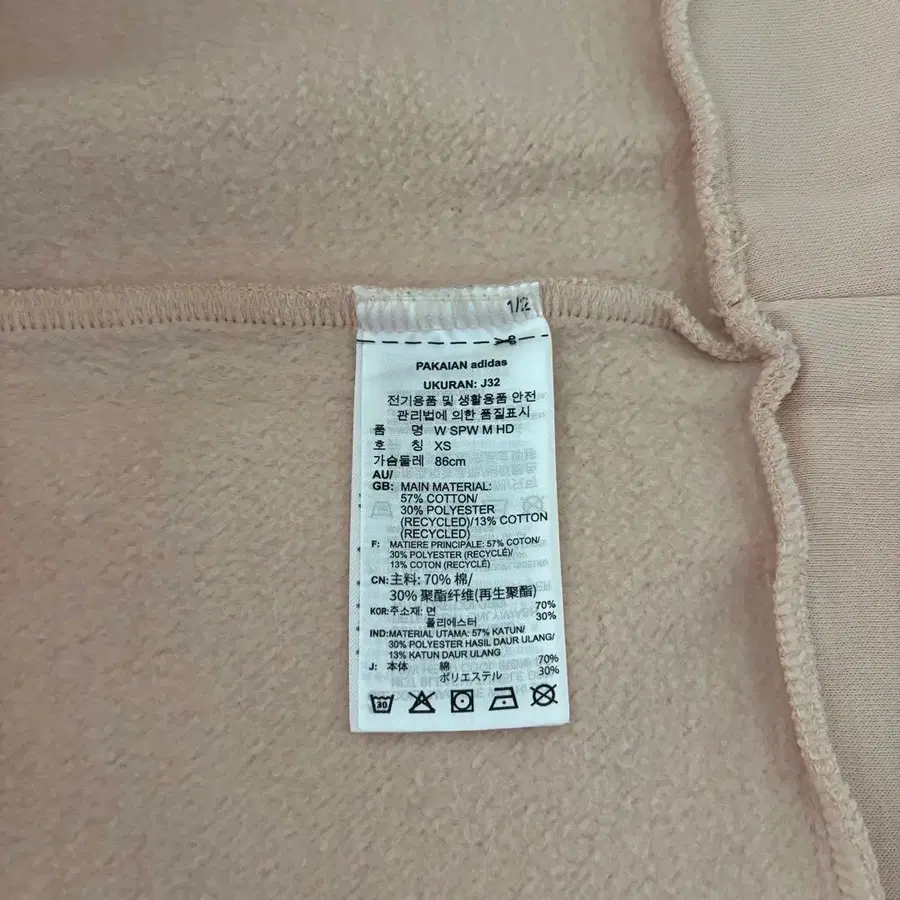 1/12
PAKAIAN adidas
UKURAN: J32
전기용품 및 생활용품 안전
관리법에 의한 품질표시
품 명 W SPW M HD
호 칭 XS
가슴둘레 86cm
AU/
GB: MAIN MATERIAL:
57% COTTON/
30% POLYESTER
(RECYCLED)/13% COTTON
(RECYCLED)
F: MATIERE PRINCIPALE: 57% COTON/
30% POLYESTER (RECYCLÉ)/
13% COTON (RECYCLÉ)
CN: 主料: 70% 棉/
30% 聚酯纤维(再生聚酯)
KOR: 주소재: 면 70%
폴리에스터 30%
IND: MATERIAL UTAMA: 57% KATUN/
30% POLYESTER HASIL DAUR ULANG/
13% KATUN DAUR ULANG
J: 本体 綿 70%
ポリエステル 30%
30